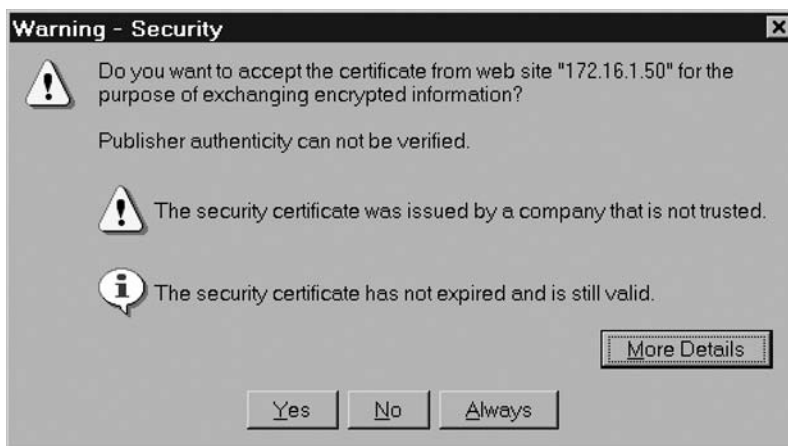 Warning - Security
Do you want to accept the certificate from web site "172.16.1.50" for the
purpose of exchanging encrypted information?
Publisher authenticity can not be verified.
The security certificate was issued by a company that is not trusted.
The security certificate has not expired and is still valid.
More Details
Yes No Always